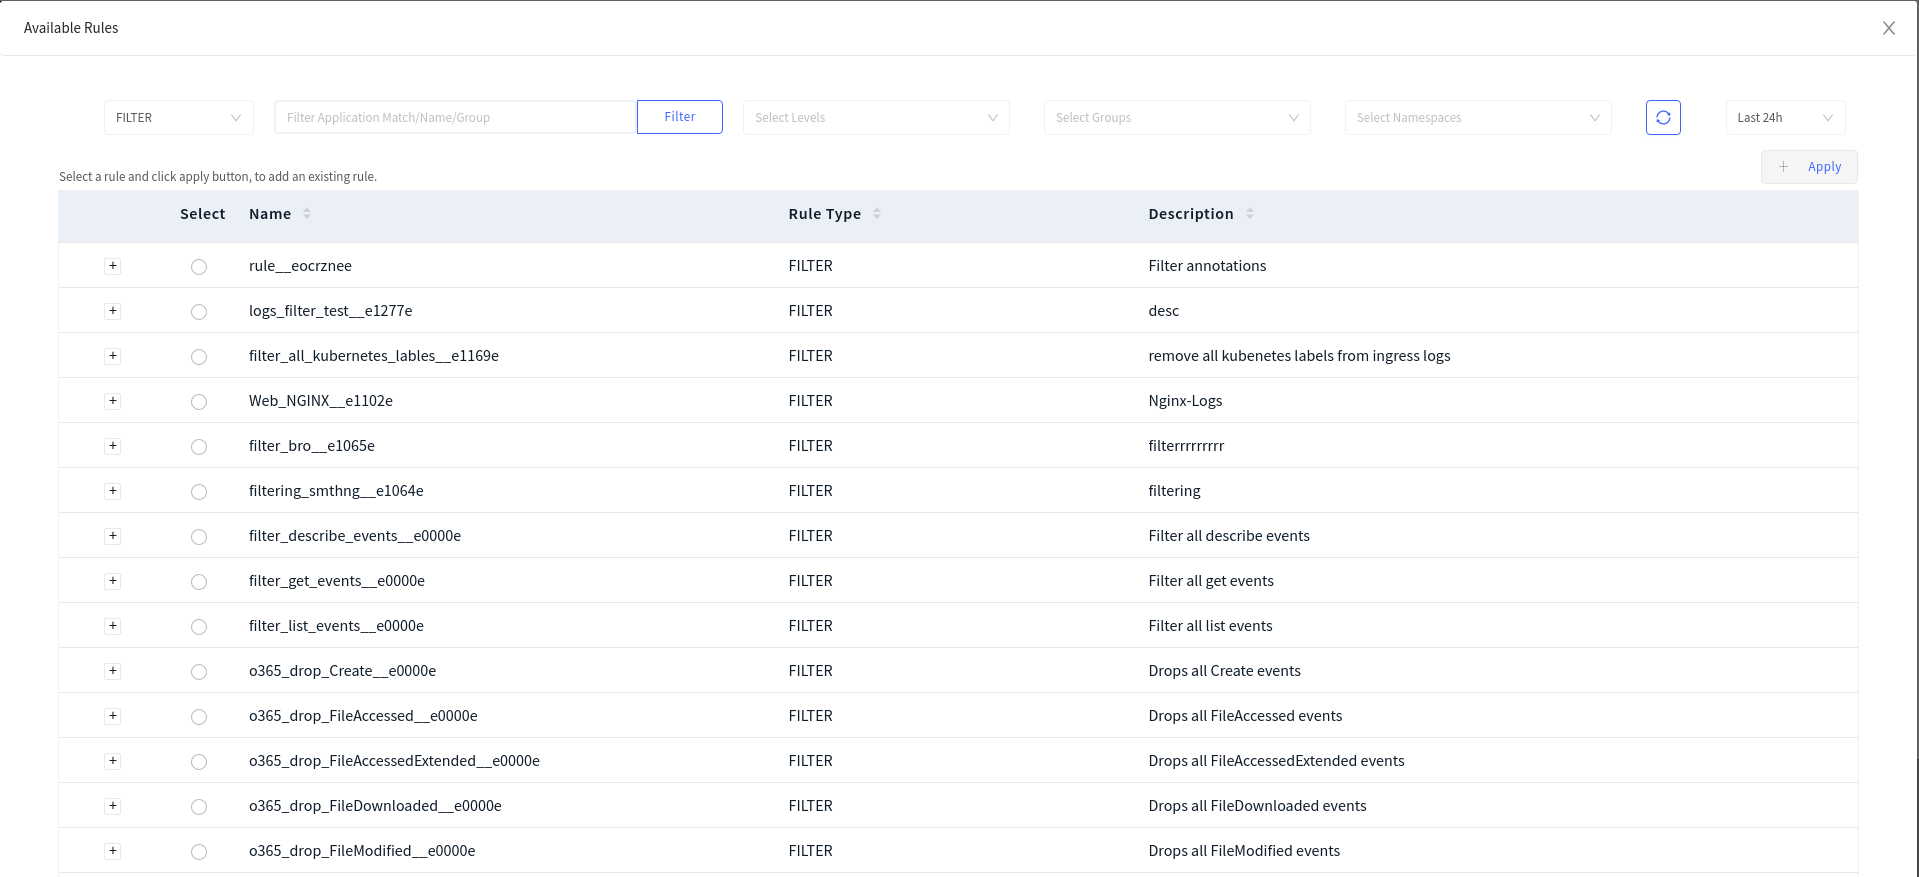 Available Rules
FILTER Filter Application Match/Name/Group Filter Select Levels Select Groups Select Namespaces Last 24h
+ Apply
Select a rule and click apply button, to add an existing rule.
Select Name Rule Type Description
+ rule__eocrznee FILTER Filter annotations
+ logs_filter_test__e1277e FILTER desc
+ filter_all_kubernetes_lables__e1169e FILTER remove all kubenetes labels from ingress logs
+ Web_NGINX__e1102e FILTER Nginx-Logs
+ filter_bro__e1065e FILTER filterrrrrrrrr
+ filtering_smthng__e1064e FILTER filtering
+ filter_describe_events__e0000e FILTER Filter all describe events
+ filter_get_events__e0000e FILTER Filter all get events
+ filter_list_events__e0000e FILTER Filter all list events
+ o365_drop_Create__e0000e FILTER Drops all Create events
+ o365_drop_FileAccessed__e0000e FILTER Drops all FileAccessed events
+ o365_drop_FileAccessedExtended__e0000e FILTER Drops all FileAccessedExtended events
+ o365_drop_FileDownloaded__e0000e FILTER Drops all FileDownloaded events
+ o365_drop_FileModified__e0000e FILTER Drops all FileModified events